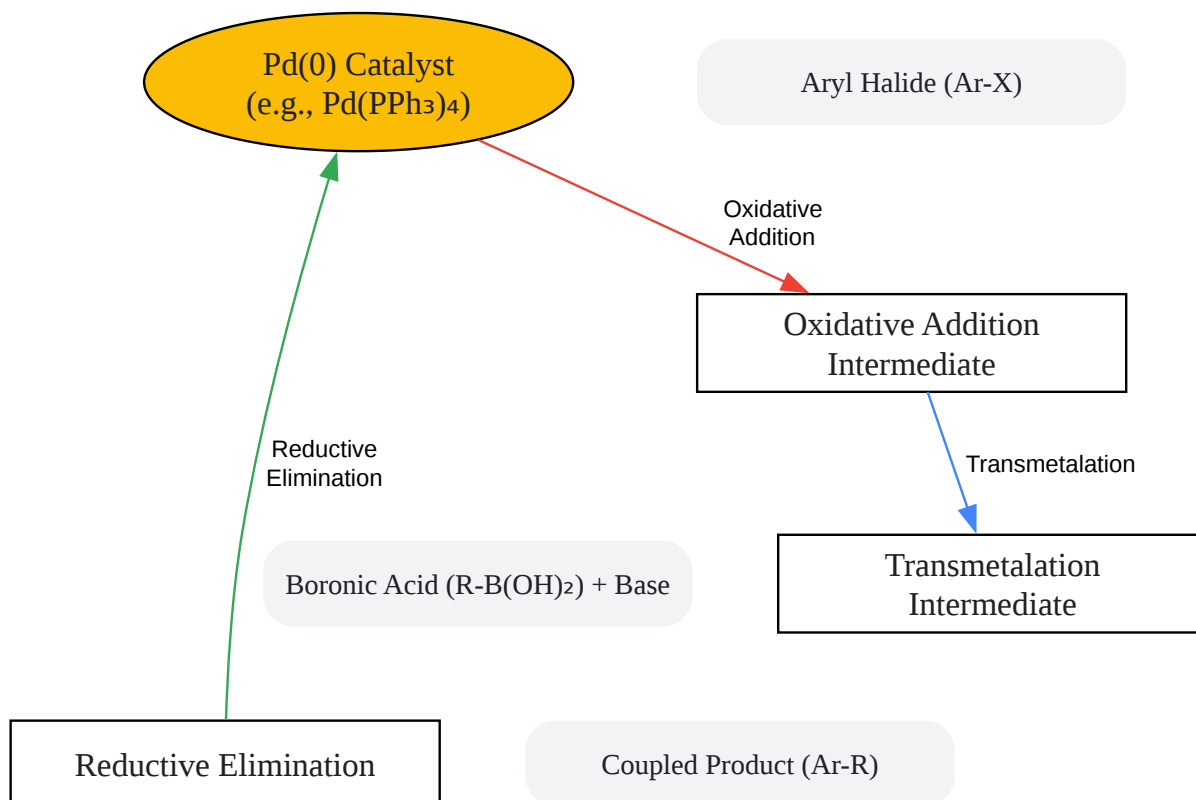 Pd(0) Catalyst
(e.g., Pd(PPh₃)₄)
Aryl Halide (Ar-X)
Oxidative
Addition
Oxidative Addition
Intermediate
Reductive
Elimination
Transmetalation
Boronic Acid (R-B(OH)₂) + Base
Transmetalation
Intermediate
Reductive Elimination
Coupled Product (Ar-R)